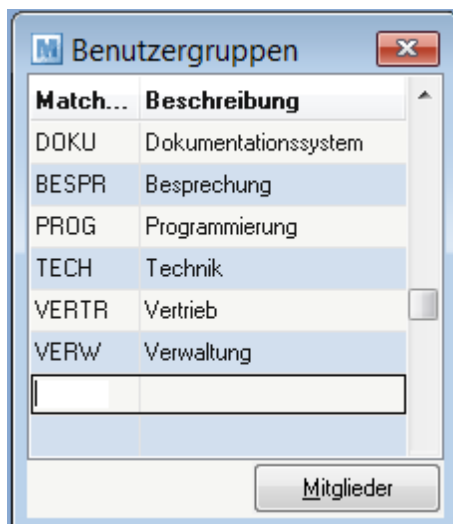 M Benutzergruppen
Match... Beschreibung
DOKU Dokumentationssystem
BESPR Besprechung
PROG Programmierung
TECH Technik
VERTR Vertrieb
VERW Verwaltung
Mitglieder